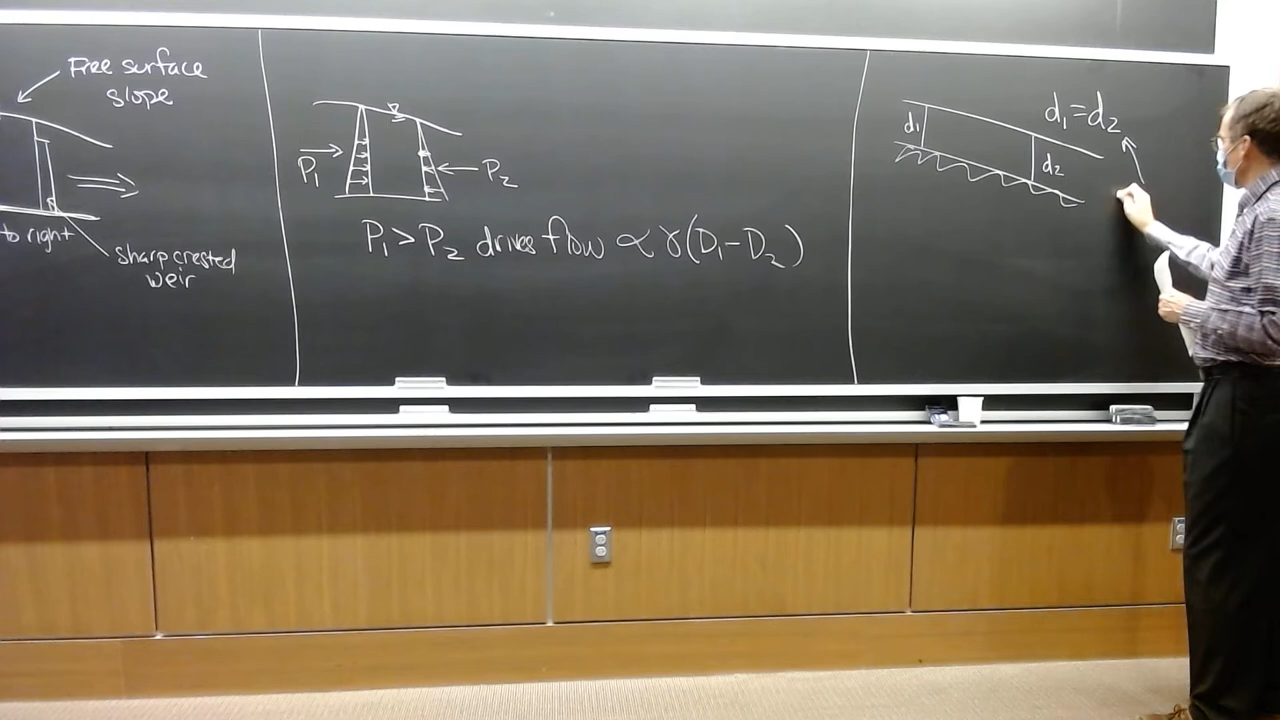 Free surface
slope
to right
sharp crested
weir
P₁
P₂
P₁ > P₂ drives flow ∝ γ(D₁ - D₂)
d₁ = d₂
d₁
d₂